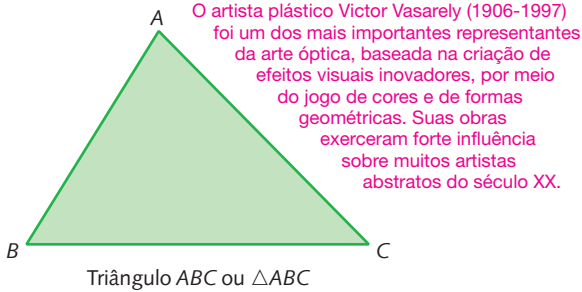 O artista plástico Victor Vasarely (1906-1997)
foi um dos mais importantes representantes
da arte óptica, baseada na criação de
efeitos visuais inovadores, por meio
do jogo de cores e de formas
geométricas. Suas obras
exerceram forte influência
sobre muitos artistas
abstratos do século XX.
A
B
C
Triângulo ABC ou △ABC